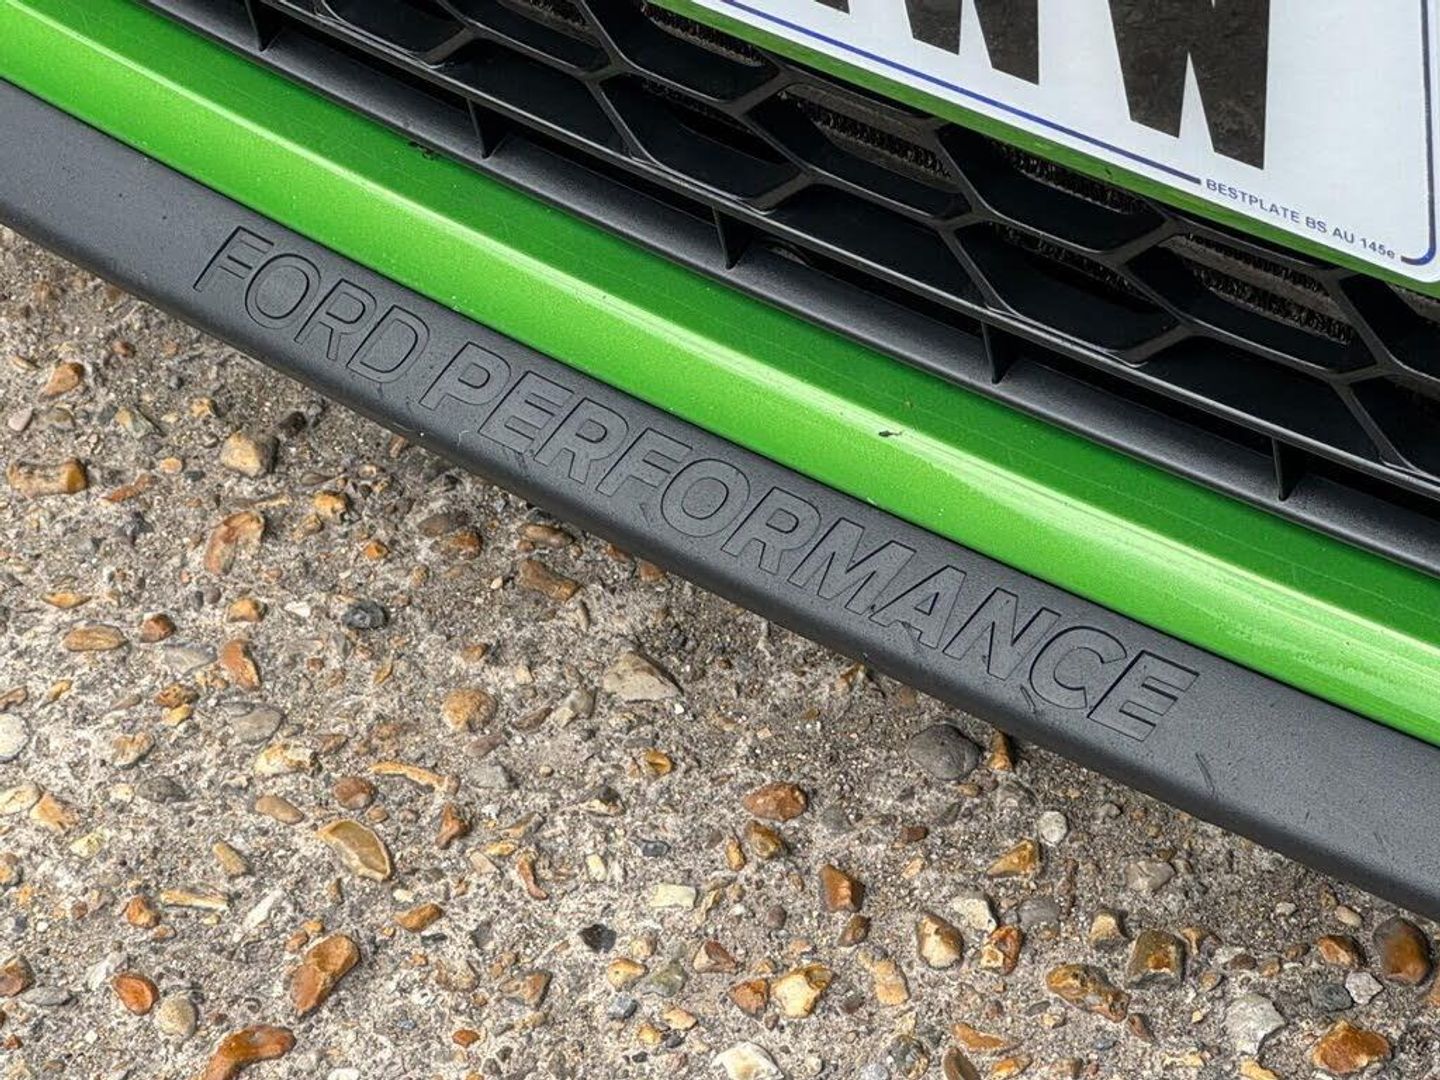 BESTPLATE BS AU 145e
FORD PERFORMANCE